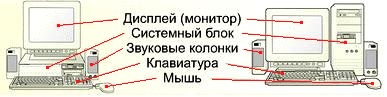 Дисплей (монитор)
Системный блок
Звуковые колонки
Клавиатура
Мышь